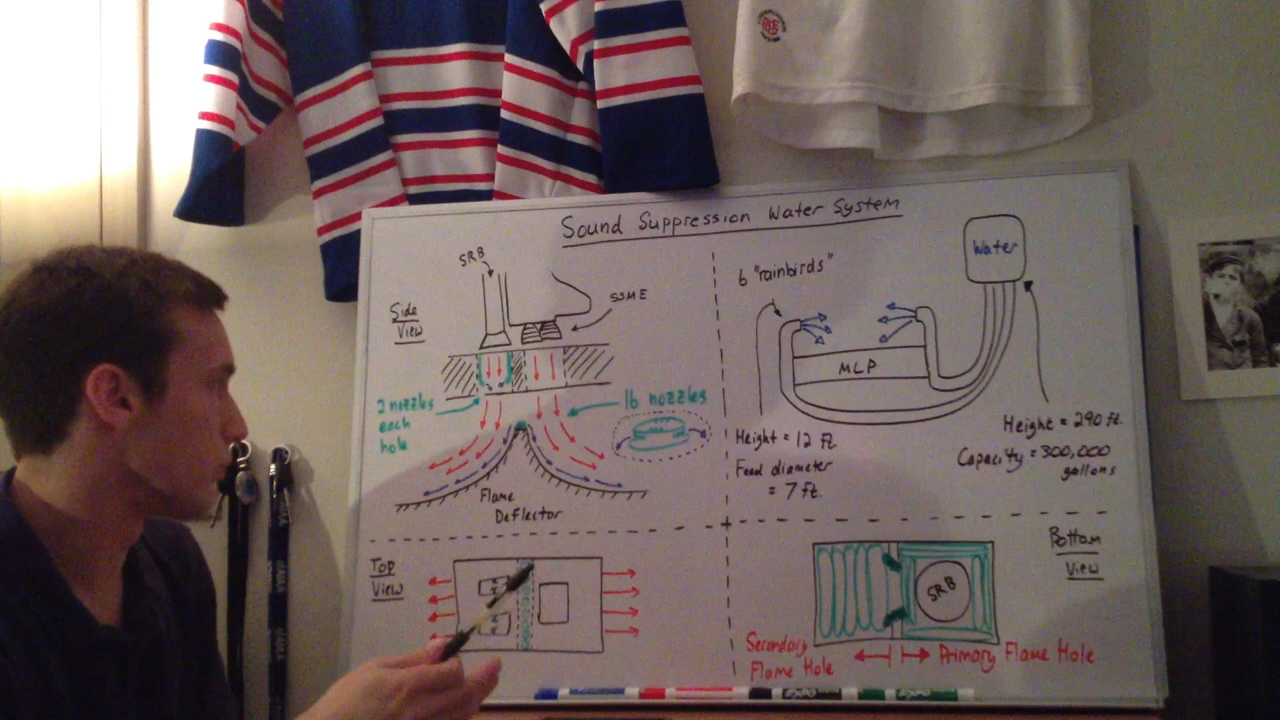 Sound Suppression Water System
SRB
SSME
Side
View
2 nozzles
each
hole
16 nozzles
Flame
Deflector
6 "rainbirds"
Water
MLP
Height = 12 ft
Feed diameter
= 7 ft.
Height = 290 ft.
Capacity = 300,000
gallons
Top
View
Bottom
View
SRB
Secondary
Flame Hole
Primary Flame Hole
EXPO
EXPO